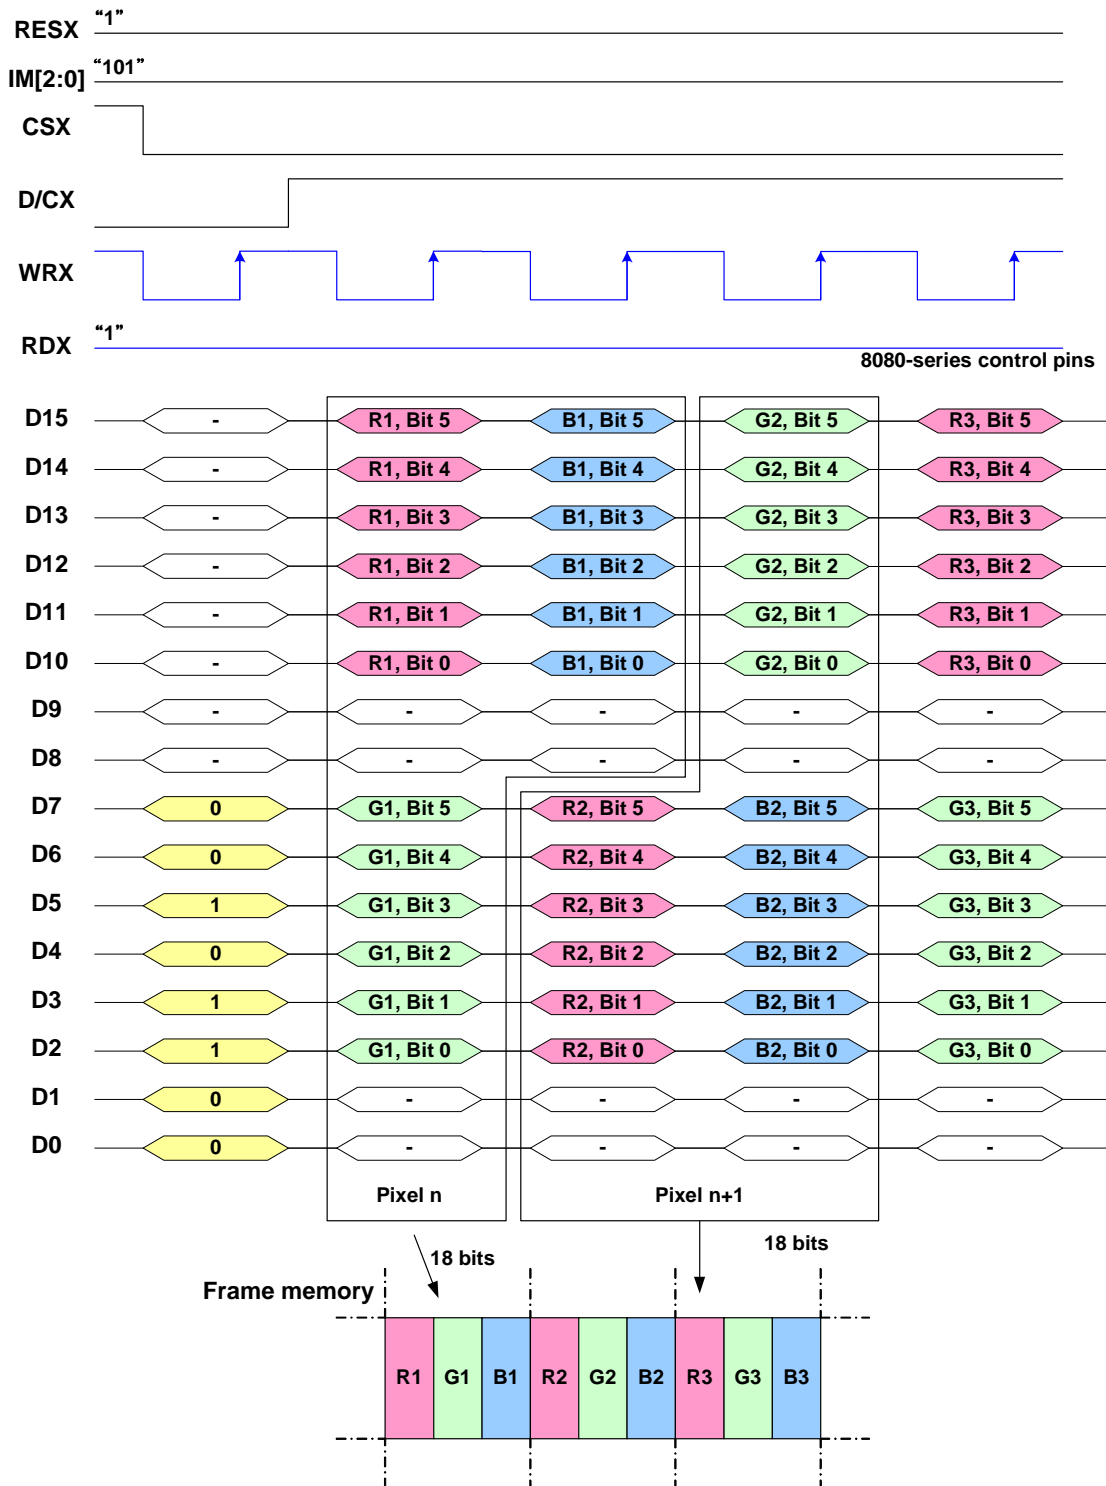 RESX "1"
IM[2:0] "101"
CSX
D/CX
WRX
RDX "1"
8080-series control pins
D15 - R1, Bit 5 B1, Bit 5 G2, Bit 5 R3, Bit 5
D14 - R1, Bit 4 B1, Bit 4 G2, Bit 4 R3, Bit 4
D13 - R1, Bit 3 B1, Bit 3 G2, Bit 3 R3, Bit 3
D12 - R1, Bit 2 B1, Bit 2 G2, Bit 2 R3, Bit 2
D11 - R1, Bit 1 B1, Bit 1 G2, Bit 1 R3, Bit 1
D10 - R1, Bit 0 B1, Bit 0 G2, Bit 0 R3, Bit 0
D9 - - - - -
D8 - - - - -
D7 0 G1, Bit 5 R2, Bit 5 B2, Bit 5 G3, Bit 5
D6 0 G1, Bit 4 R2, Bit 4 B2, Bit 4 G3, Bit 4
D5 1 G1, Bit 3 R2, Bit 3 B2, Bit 3 G3, Bit 3
D4 0 G1, Bit 2 R2, Bit 2 B2, Bit 2 G3, Bit 2
D3 1 G1, Bit 1 R2, Bit 1 B2, Bit 1 G3, Bit 1
D2 1 G1, Bit 0 R2, Bit 0 B2, Bit 0 G3, Bit 0
D1 0 - - - -
D0 0 - - - -
Pixel n Pixel n+1
18 bits 18 bits
Frame memory
R1 G1 B1 R2 G2 B2 R3 G3 B3